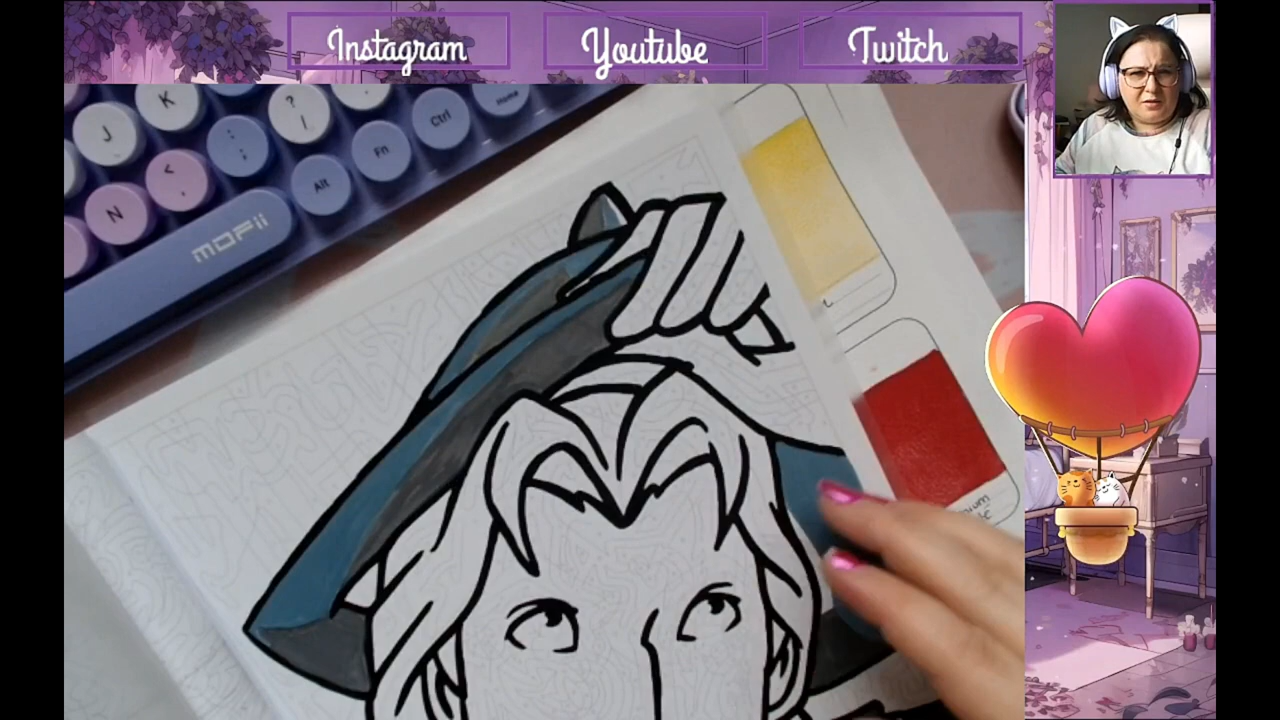 Instagram Youtube Twitch
K
J
? /
Home
Ctrl
< ,
: ;
Fn
N
Alt
MOFii